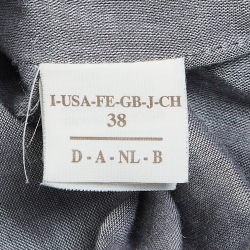 I-USA-FE-GB-J-CH
38
D - A - NL - B